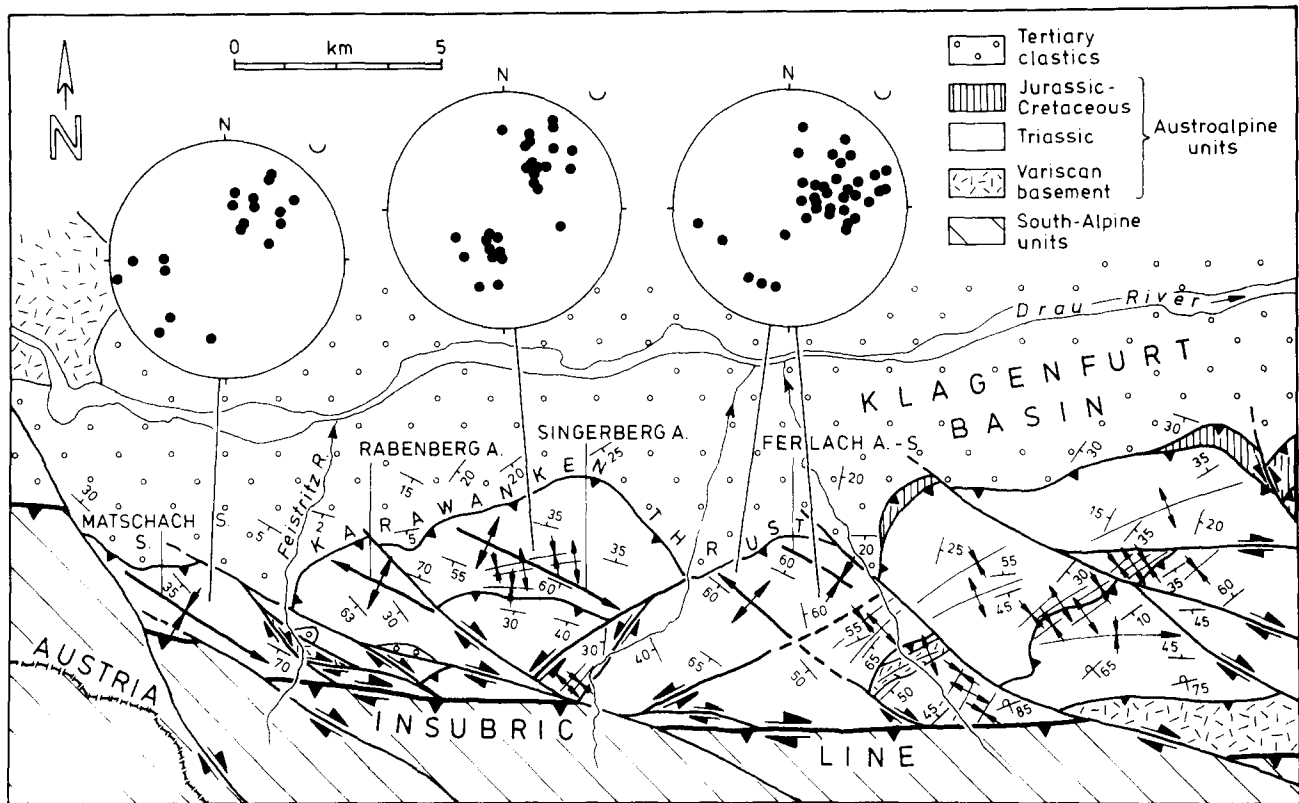 0 km 5
N
N
N
N
Tertiary
clastics
Jurassic-
Cretaceous
Triassic
Variscan
basement
Austroalpine
units
South-Alpine
units
Drau River
KLAGENFURT
BASIN
MATSCHACH S.
S.
Feistritz R.
RABENBERG A.
SINGERBERG A.
FERLACH A.-S.
KARAWANKEN
THRUST
AUSTRIA
INSUBRIC
LINE
30
5
2
15
20
20
25
5
35
35
70
55
60
63
30
30
40
70
35
30
40
60
60
60
20
20
65
50
55
65
50
45
85
25
55
45
15
35
30
20
30
35
30
35
60
10
45
45
65
75